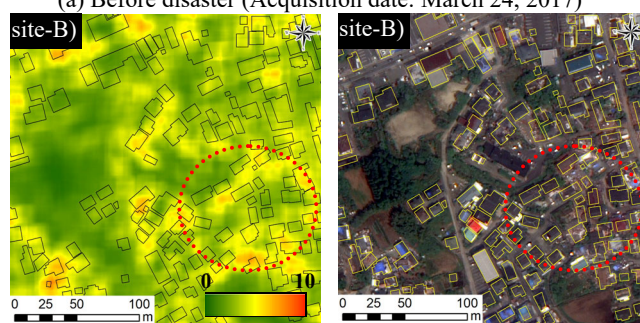 (a) Before disaster (Acquisition date: March 24, 2017)
site-B)
site-B)
0 10
0 25 50 100
m
0 25 50 100
m